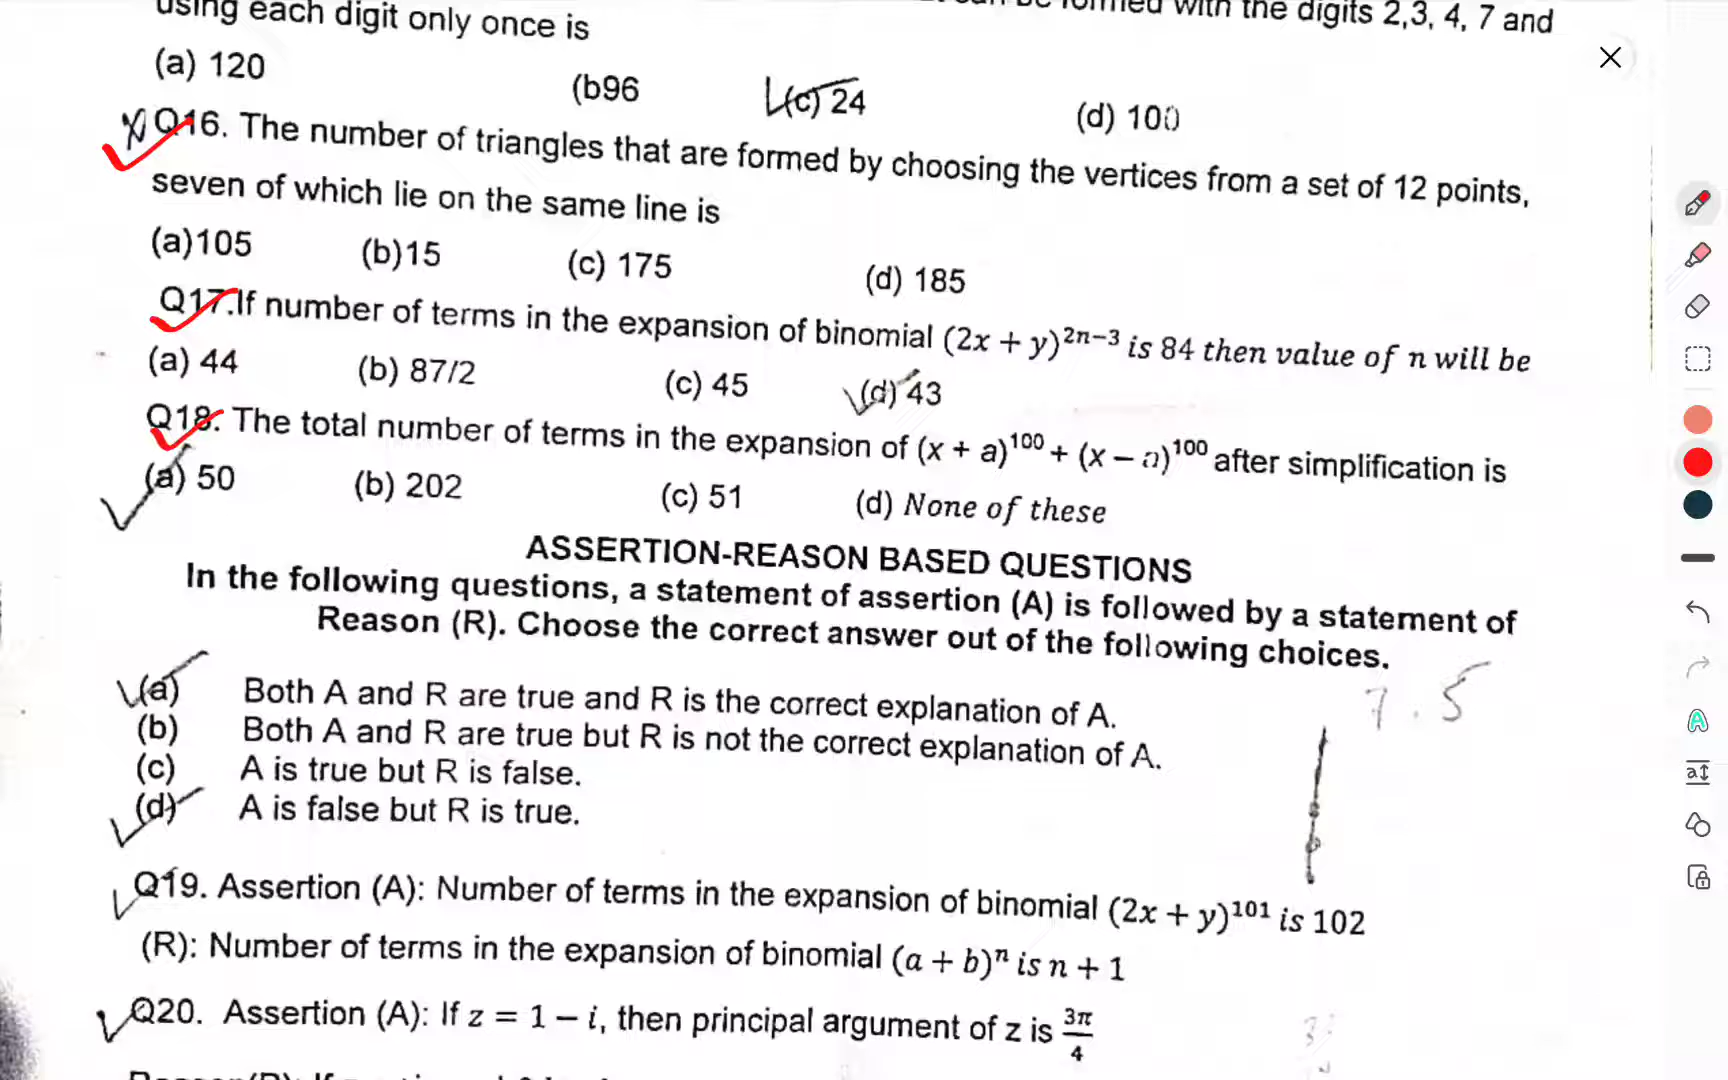 using each digit only once is
formed with the digits 2,3, 4, 7 and
(a) 120 (b96 (c) 24 (d) 100
Q16. The number of triangles that are formed by choosing the vertices from a set of 12 points,
seven of which lie on the same line is
(a)105 (b)15 (c) 175 (d) 185
Q17.If number of terms in the expansion of binomial (2x + y)²ⁿ⁻³ is 84 then value of n will be
(a) 44 (b) 87/2 (c) 45 (d) 43
Q18. The total number of terms in the expansion of (x + a)¹⁰⁰ + (x − a)¹⁰⁰ after simplification is
(a) 50 (b) 202 (c) 51 (d) None of these
ASSERTION-REASON BASED QUESTIONS
In the following questions, a statement of assertion (A) is followed by a statement of
Reason (R). Choose the correct answer out of the following choices.
7.5
(a) Both A and R are true and R is the correct explanation of A.
(b) Both A and R are true but R is not the correct explanation of A.
(c) A is true but R is false.
(d) A is false but R is true.
Q19. Assertion (A): Number of terms in the expansion of binomial (2x + y)¹⁰¹ is 102
(R): Number of terms in the expansion of binomial (a + b)ⁿ is n + 1
Q20. Assertion (A): If z = 1 − i, then principal argument of z is 3π/4